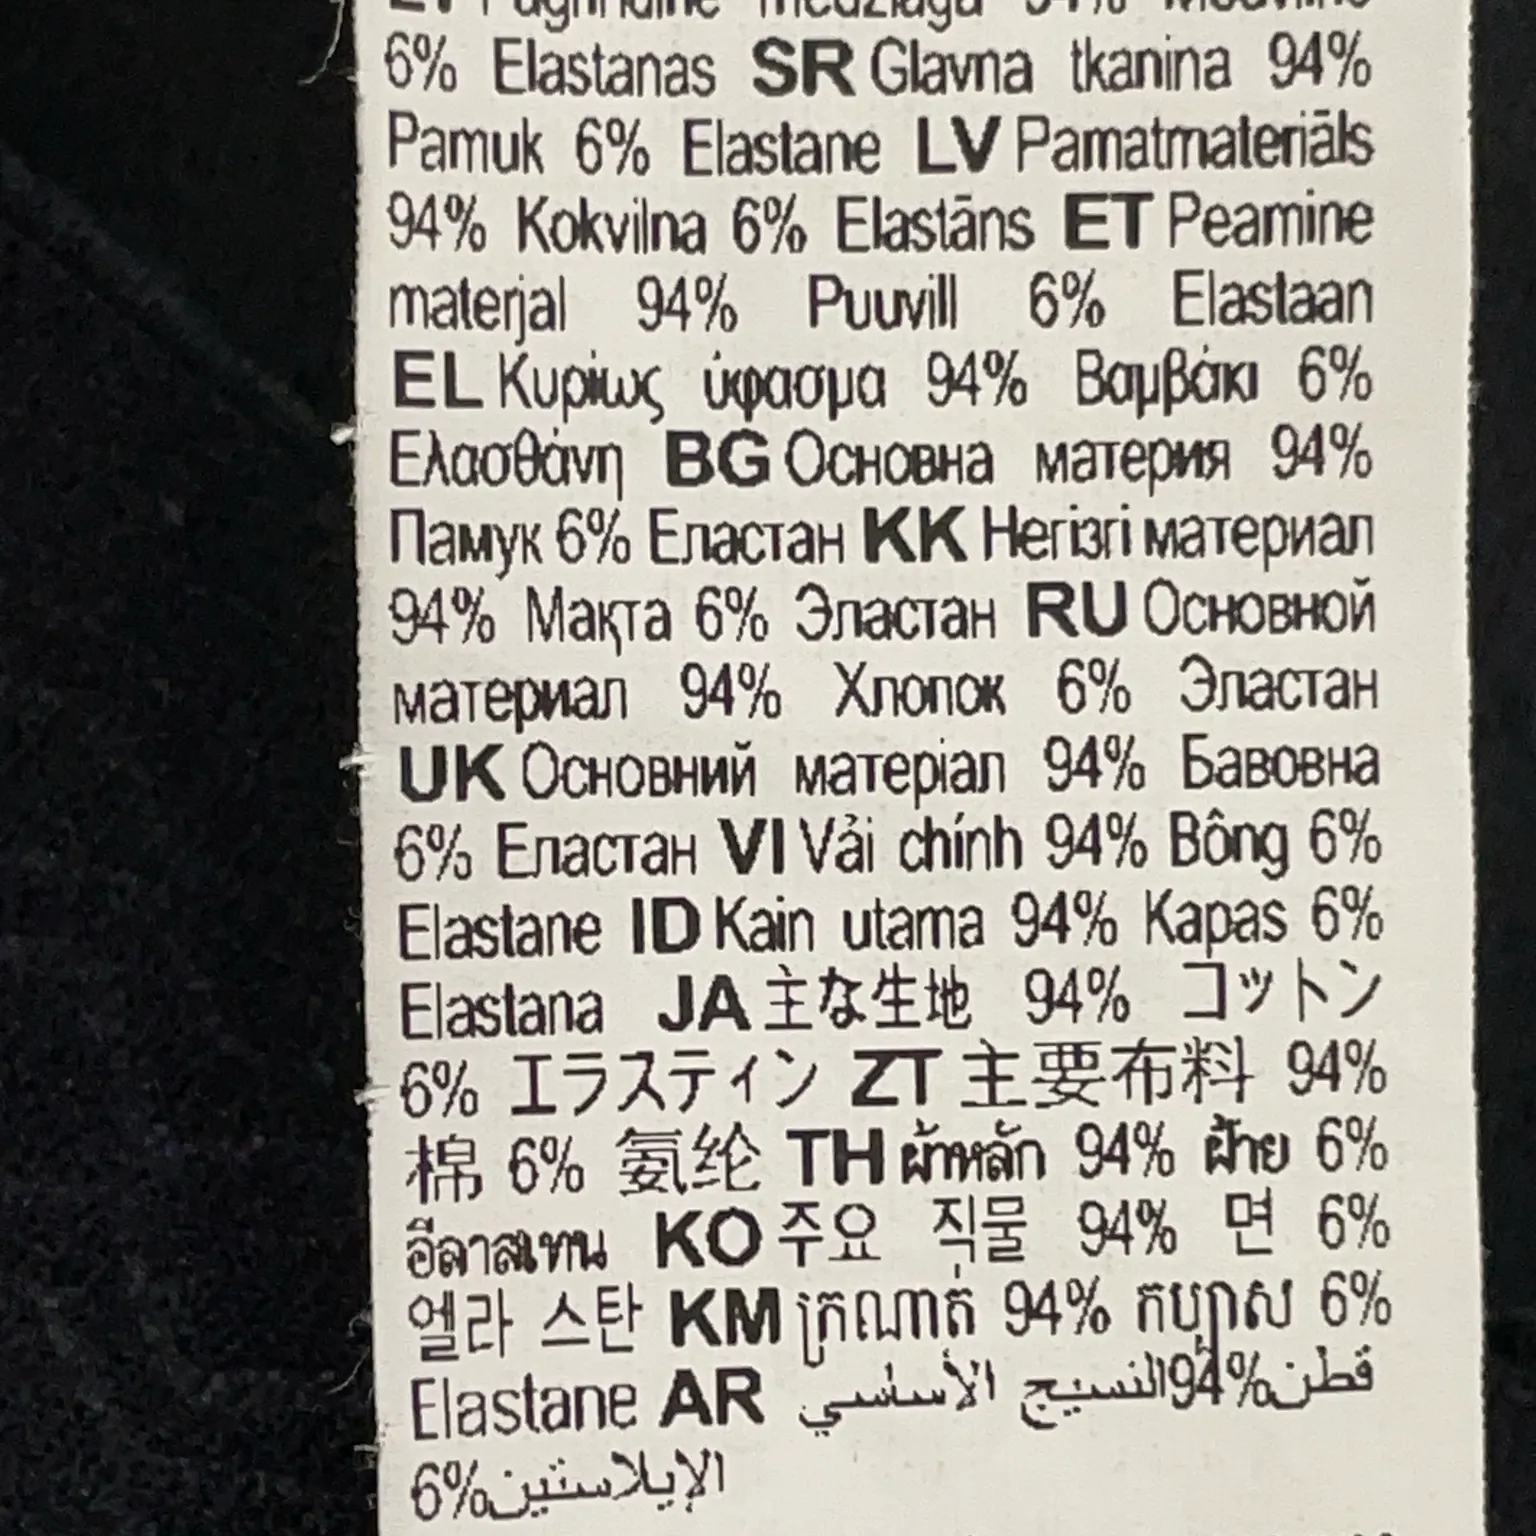 LT Pagrindinė medžiaga 94% Medvilnė
6% Elastanas SR Glavna tkanina 94%
Pamuk 6% Elastane LV Pamatmateriāls
94% Kokvilna 6% Elastāns ET Peamine
materjal 94% Puuvill 6% Elastaan
EL Κυρίως ύφασμα 94% Βαμβάκι 6%
Ελασθάνη BG Основна материя 94%
Памук 6% Еластан KK Негізгі материал
94% Мақта 6% Эластан RU Основной
материал 94% Хлопок 6% Эластан
UK Основний матеріал 94% Бавовна
6% Еластан VI Vải chính 94% Bông 6%
Elastane ID Kain utama 94% Kapas 6%
Elastana JA 主な生地 94% コットン
6% エラスティン ZT 主要布料 94%
棉 6% 氨纶 TH ผ้าหลัก 94% ฝ้าย 6%
อีลาสเทน KO 주요 직물 94% 면 6%
엘라 스탄 KM ក្រណាត់ 94% កប្បាស 6%
Elastane AR النسيج الأساسي 94% قطن
6% الإيلاستين